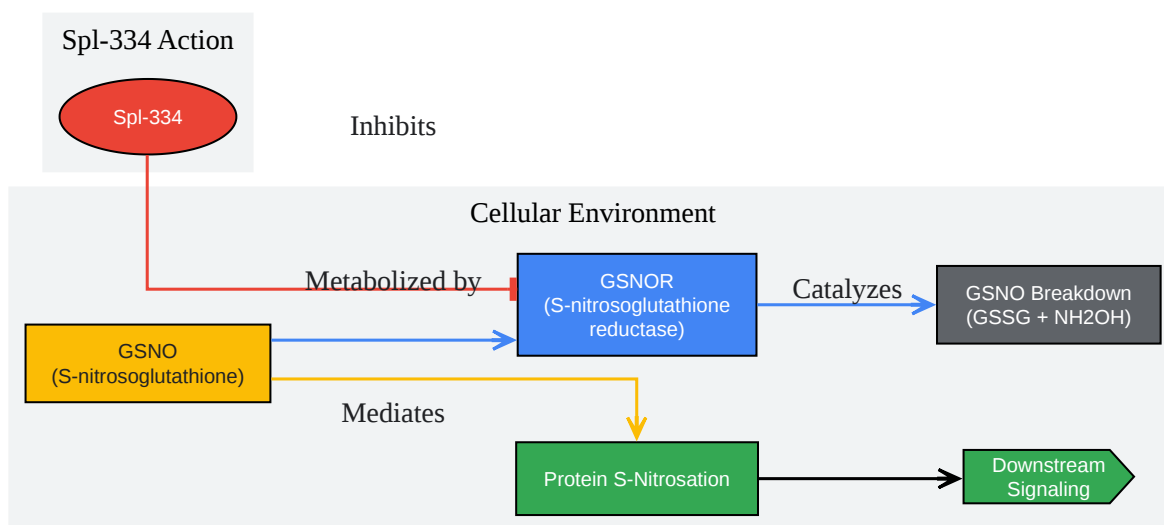 Spl-334 Action
Spl-334
Inhibits
Cellular Environment
Metabolized by
GSNOR
(S-nitrosoglutathione
reductase)
Catalyzes
GSNO Breakdown
(GSSG + NH2OH)
GSNO
(S-nitrosoglutathione)
Mediates
Protein S-Nitrosation
Downstream
Signaling